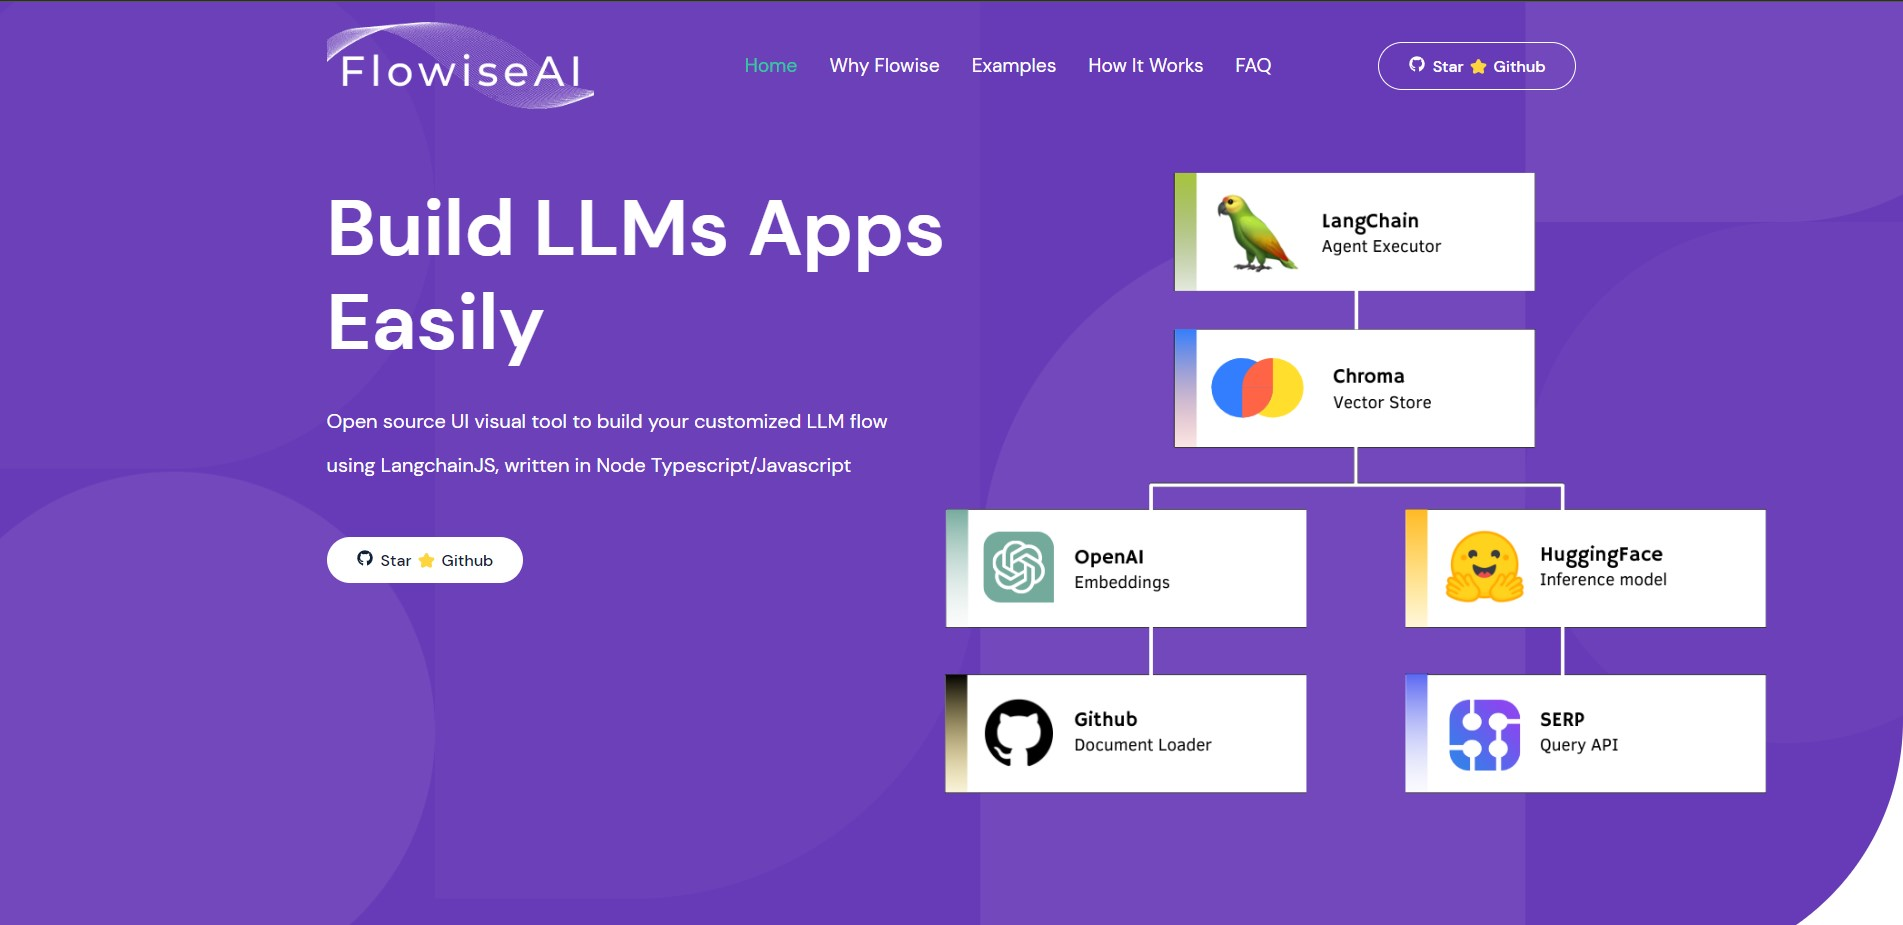 FlowiseAI
Home Why Flowise Examples How It Works FAQ
Star Github
Build LLMs Apps
Easily
Open source UI visual tool to build your customized LLM flow
using LangchainJS, written in Node Typescript/Javascript
Star Github
LangChain
Agent Executor
Chroma
Vector Store
OpenAI
Embeddings
HuggingFace
Inference model
Github
Document Loader
SERP
Query API